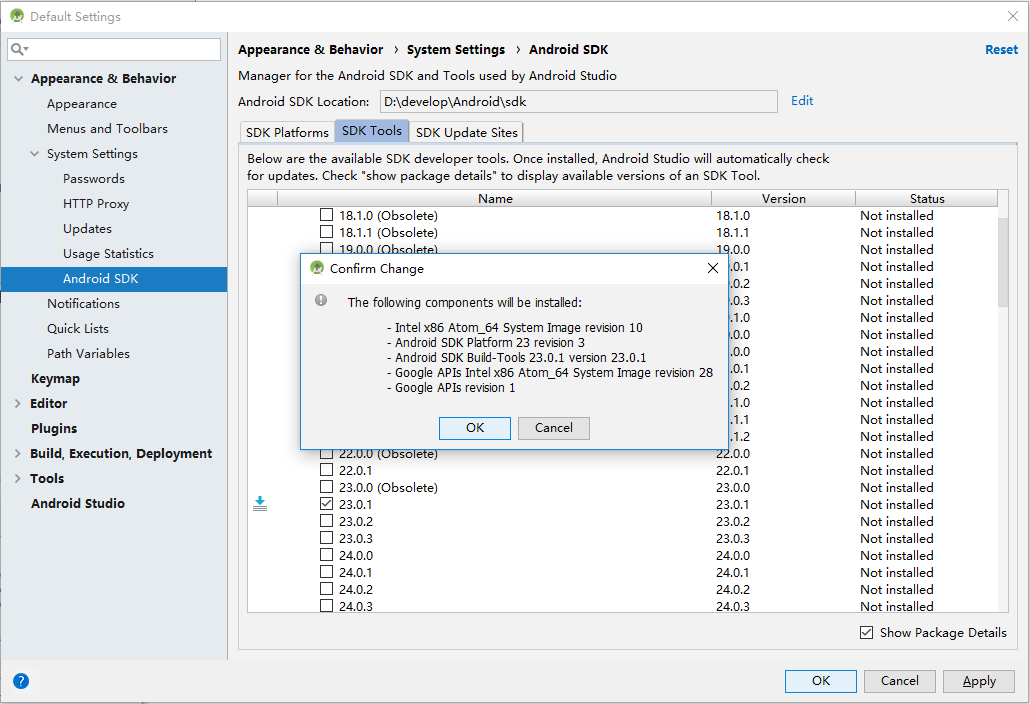 Default Settings
Appearance & Behavior
Appearance
Menus and Toolbars
System Settings
Passwords
HTTP Proxy
Updates
Usage Statistics
Android SDK
Notifications
Quick Lists
Path Variables
Keymap
Editor
Plugins
Build, Execution, Deployment
Tools
Android Studio
Appearance & Behavior › System Settings › Android SDK
Reset
Manager for the Android SDK and Tools used by Android Studio
Android SDK Location: D:\develop\Android\sdk Edit
SDK Platforms SDK Tools SDK Update Sites
Below are the available SDK developer tools. Once installed, Android Studio will automatically check
for updates. Check "show package details" to display available versions of an SDK Tool.
Name Version Status
18.1.0 (Obsolete) 18.1.0 Not installed
18.1.1 (Obsolete) 18.1.1 Not installed
19.0.0 (Obsolete) 19.0.0 Not installed
.0.1 Not installed
.0.2 Not installed
.0.3 Not installed
.1.0 Not installed
.0.0 Not installed
.0.0 Not installed
.0.1 Not installed
.0.2 Not installed
.1.0 Not installed
.1.1 Not installed
.1.2 Not installed
22.0.0 (Obsolete) 22.0.0 Not installed
22.0.1 22.0.1 Not installed
23.0.0 (Obsolete) 23.0.0 Not installed
23.0.1 23.0.1 Not installed
23.0.2 23.0.2 Not installed
23.0.3 23.0.3 Not installed
24.0.0 24.0.0 Not installed
24.0.1 24.0.1 Not installed
24.0.2 24.0.2 Not installed
24.0.3 24.0.3 Not installed
Confirm Change
The following components will be installed:
- Intel x86 Atom_64 System Image revision 10
- Android SDK Platform 23 revision 3
- Android SDK Build-Tools 23.0.1 version 23.0.1
- Google APIs Intel x86 Atom_64 System Image revision 28
- Google APIs revision 1
OK Cancel
Show Package Details
? OK Cancel Apply